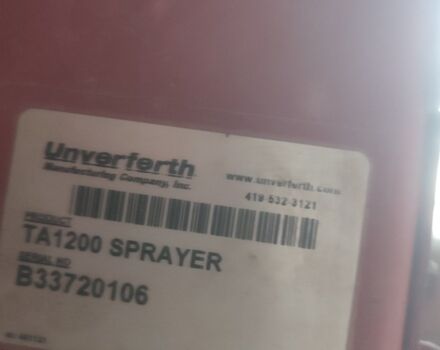 Unverferth
Manufacturing Company, Inc.
www.unverferth.com
419 532-3121
PRODUCT
TA1200 SPRAYER
SERIAL NO
B33720106